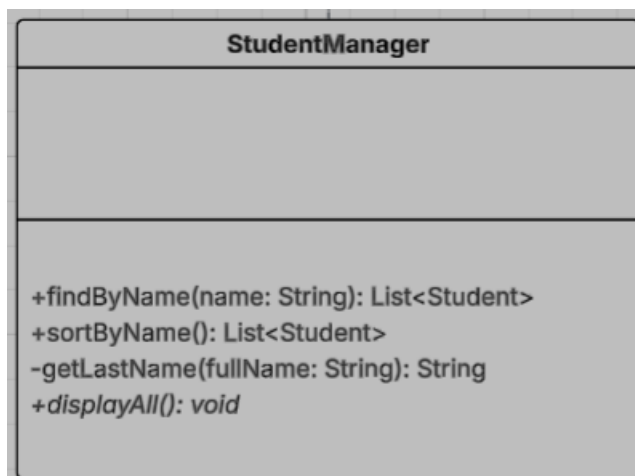 StudentManager
+findByName(name: String): List<Student>
+sortByName(): List<Student>
-getLastName(fullName: String): String
+displayAll(): void